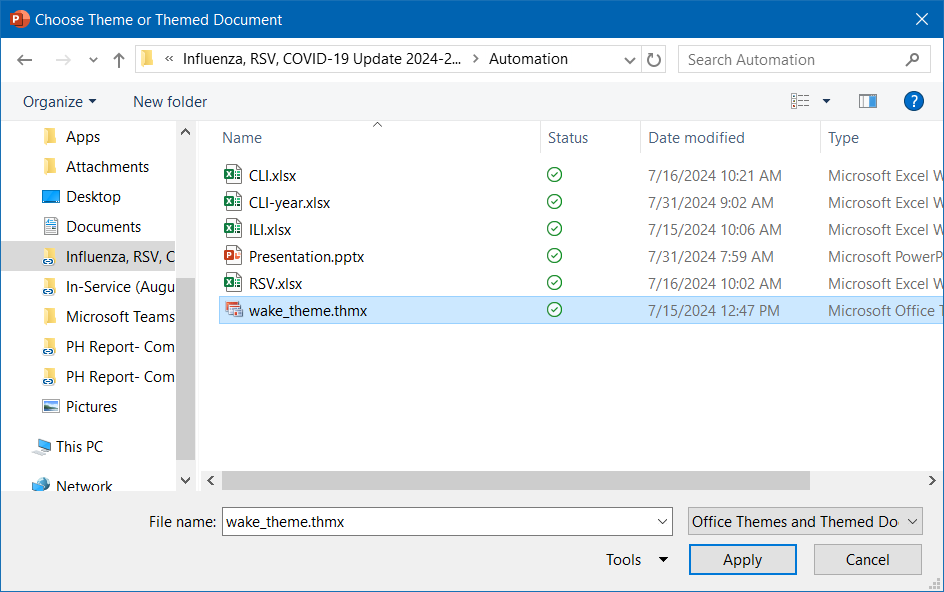 Choose Theme or Themed Document
« Influenza, RSV, COVID-19 Update 2024-2... > Automation
Search Automation
Organize
New folder
Name Status Date modified Type
Apps
Attachments
Desktop
Documents
Influenza, RSV, C
In-Service (Augu
Microsoft Teams
PH Report- Com
PH Report- Com
Pictures
This PC
Network
CLI.xlsx 7/16/2024 10:21 AM Microsoft Excel W
CLI-year.xlsx 7/31/2024 9:02 AM Microsoft Excel W
ILI.xlsx 7/15/2024 10:06 AM Microsoft Excel W
Presentation.pptx 7/31/2024 7:59 AM Microsoft PowerP
RSV.xlsx 7/16/2024 10:02 AM Microsoft Excel W
wake_theme.thmx 7/15/2024 12:47 PM Microsoft Office T
File name: wake_theme.thmx
Office Themes and Themed Do
Tools
Apply
Cancel